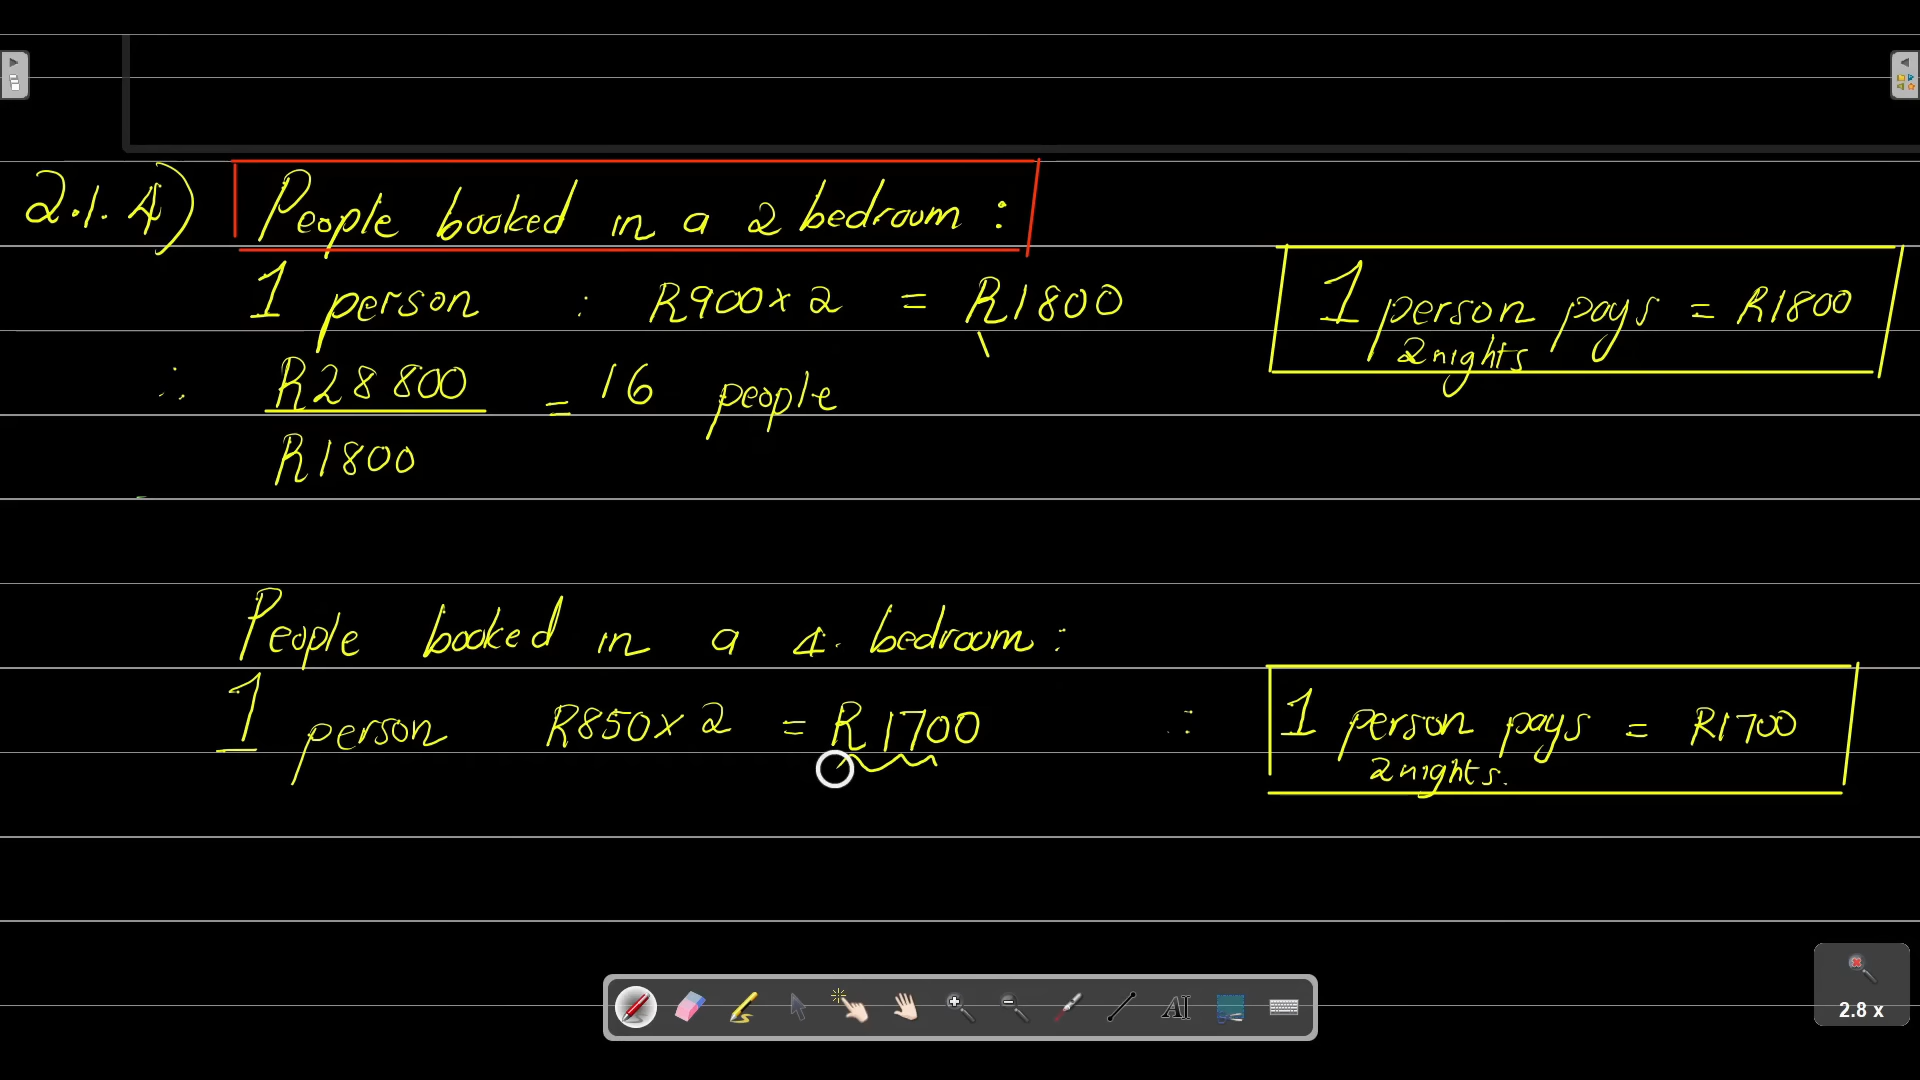 2.1.4) People booked in a 2 bedroom :
1 person : R900 x 2 = R1800
1 person pays = R1800
2 nights
∴ R28 800 = 16 people
R1800
People booked in a 4 bedroom :
1 person R850 x 2 = R1700 ∴
1 person pays = R1700
2 nights.
AI
2.8 x